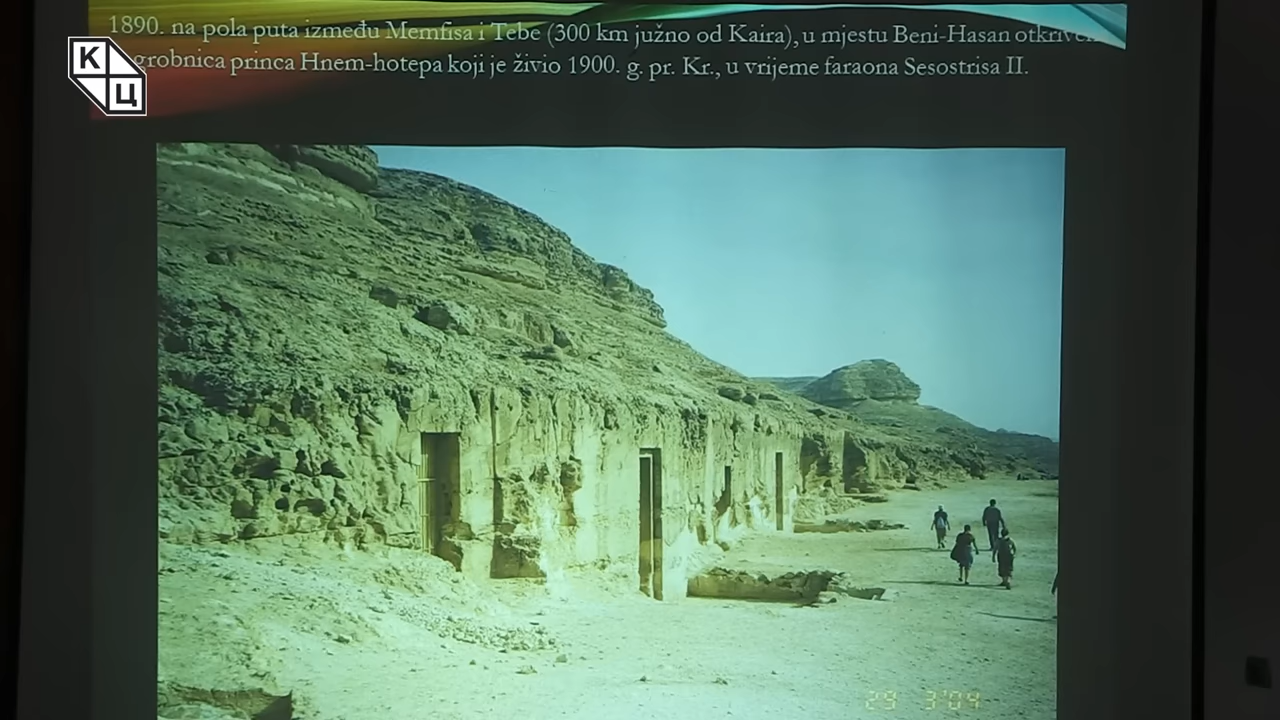 1890. na pola puta između Memfisa i Tebe (300 km južno od Kaira), u mjestu Beni-Hasan
grobnica princa Hnem-hotepa koji je živio 1900. g. pr. Kr., u vrijeme faraona Sesostrisa II.
К
Ц
29 3'04